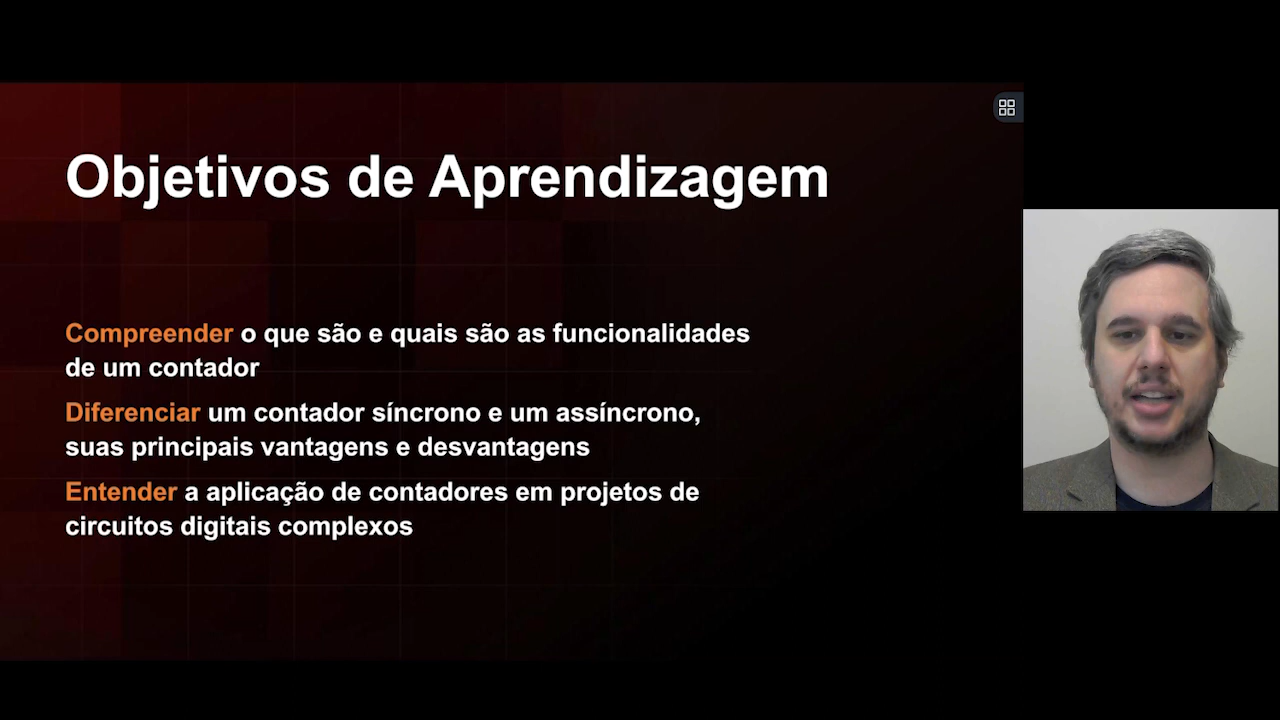 Objetivos de Aprendizagem
Compreender o que são e quais são as funcionalidades
de um contador
Diferenciar um contador síncrono e um assíncrono,
suas principais vantagens e desvantagens
Entender a aplicação de contadores em projetos de
circuitos digitais complexos